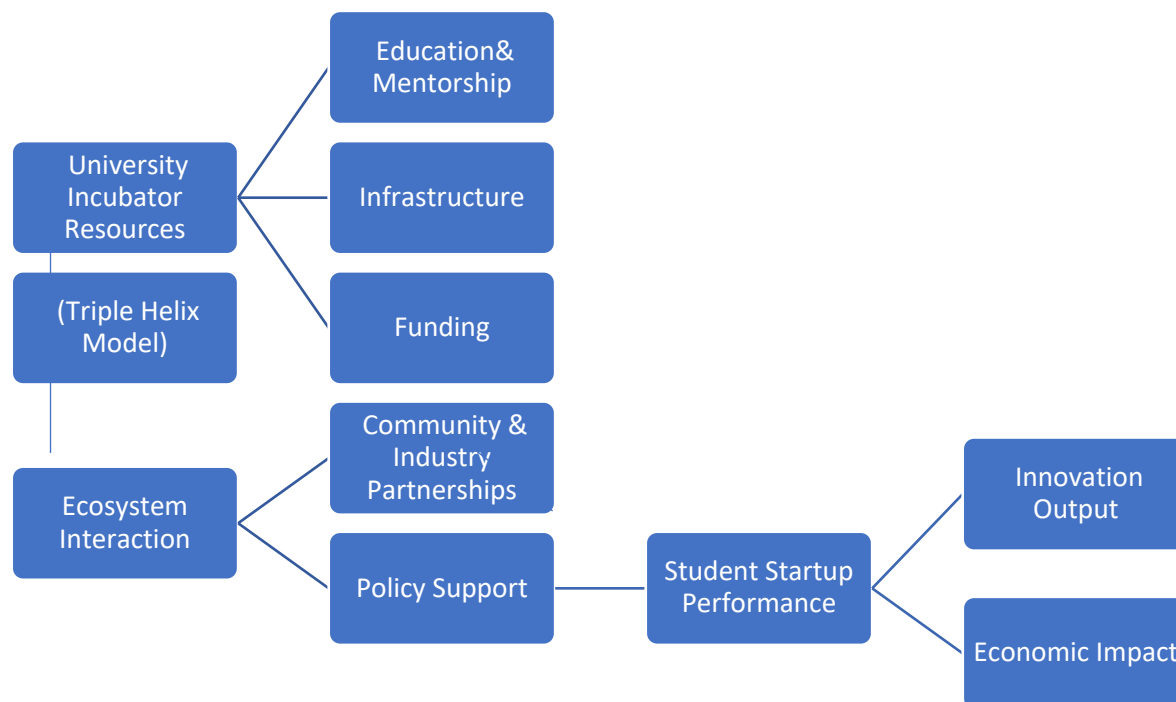 Education&
Mentorship
University
Incubator
Resources
Infrastructure
(Triple Helix
Model)
Funding
Community &
Industry
Partnerships
Ecosystem
Interaction
Policy Support
Student Startup
Performance
Innovation
Output
Economic Impact